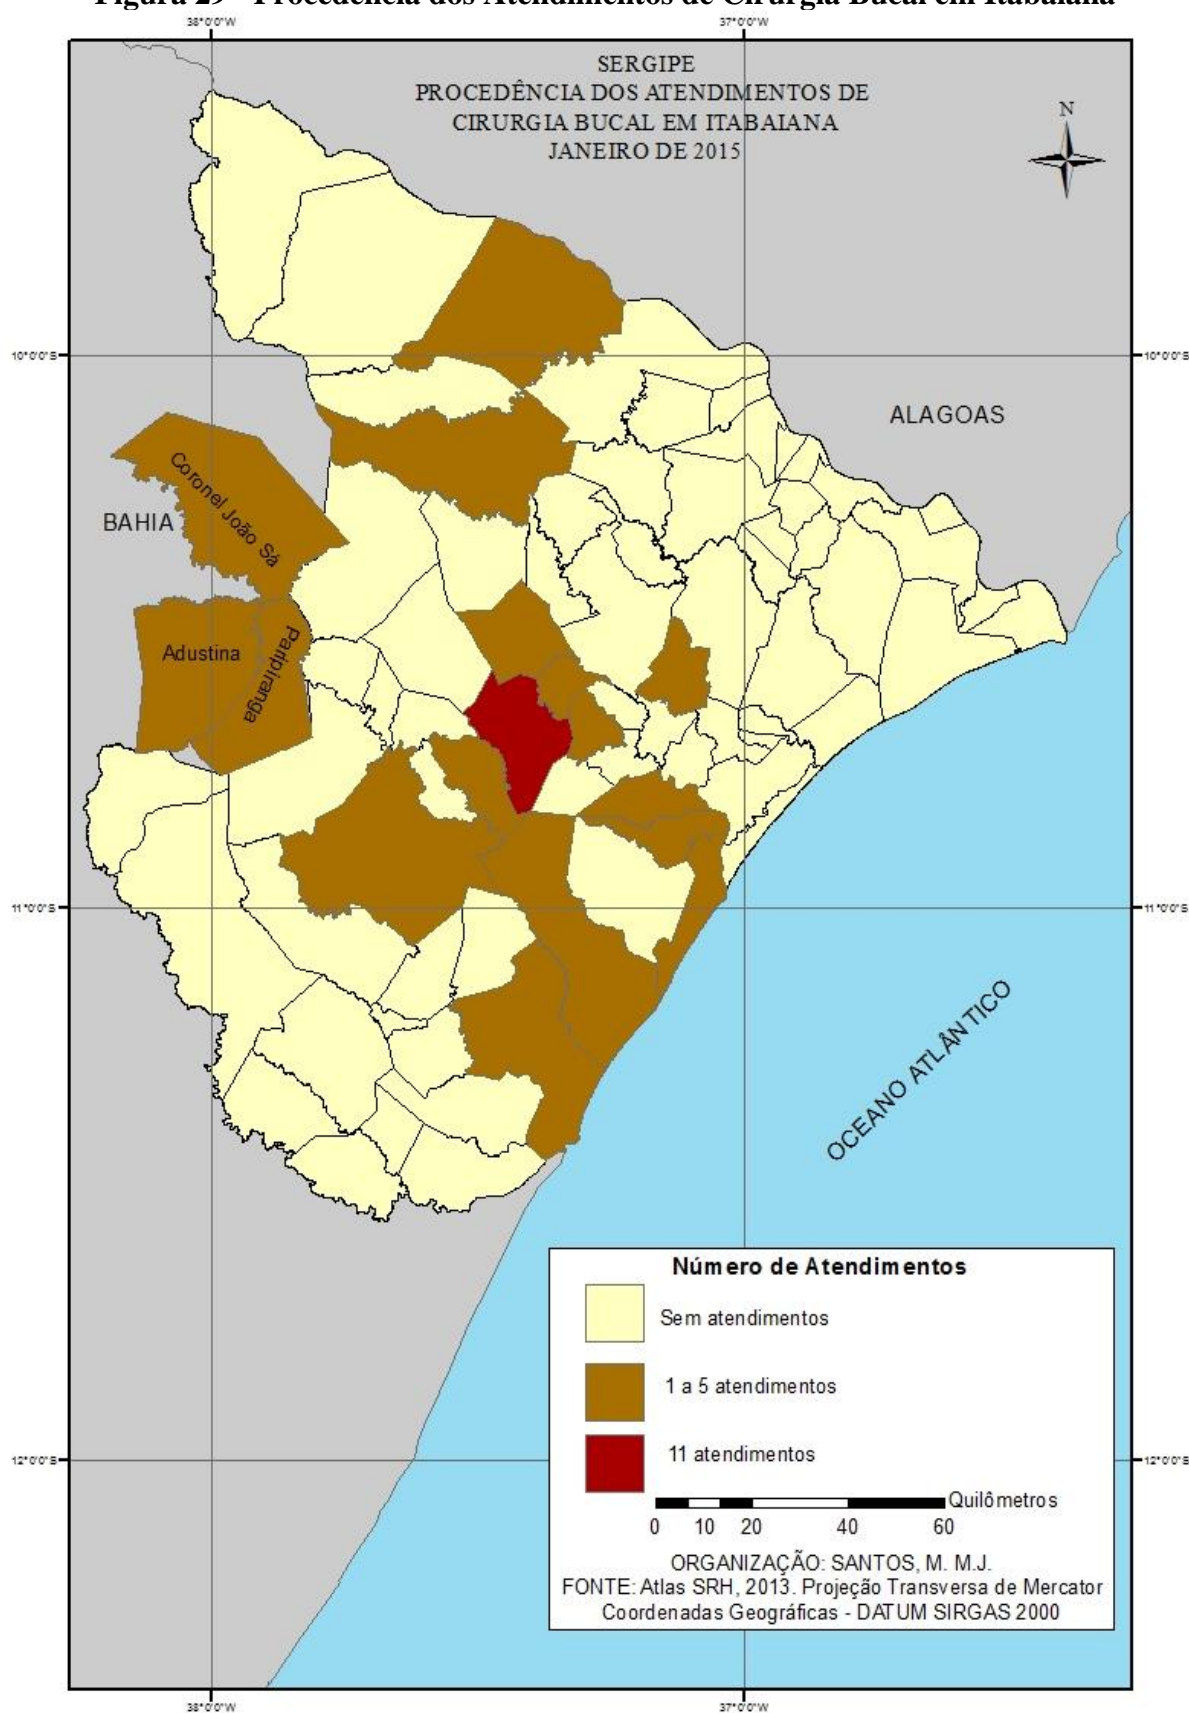 Figura 29 - Procedência dos Atendimentos de Cirurgia Bucal em Itabaiana
38°0'0"W
37°0'0"W
SERGIPE
PROCEDÊNCIA DOS ATENDIMENTOS DE
CIRURGIA BUCAL EM ITABAIANA
JANEIRO DE 2015
N
10°0'0"S
10°0'0"S
ALAGOAS
Coronel João Sá
BAHIA
Adustina
Paripiranga
11°0'0"S
11°0'0"S
OCEANO ATLÂNTICO
Número de Atendimentos
Sem atendimentos
1 a 5 atendimentos
11 atendimentos
12°0'0"S
12°0'0"S
Quilômetros
0 10 20 40 60
ORGANIZAÇÃO: SANTOS, M. M.J.
FONTE: Atlas SRH, 2013. Projeção Transversa de Mercator
Coordenadas Geográficas - DATUM SIRGAS 2000
38°0'0"W
37°0'0"W